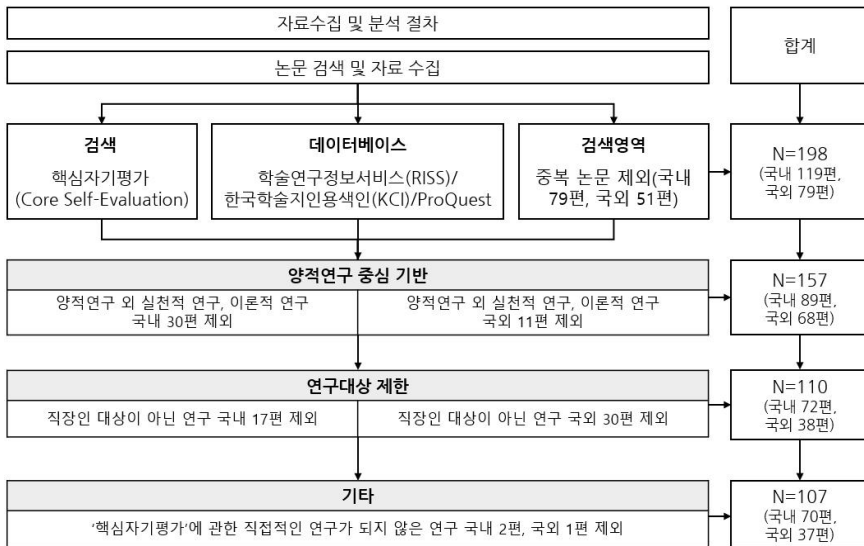 자료수집 및 분석 절차
합계
논문 검색 및 자료 수집
검색
핵심자기평가
(Core Self-Evaluation)
데이터베이스
학술연구정보서비스(RISS)/
한국학술지인용색인(KCI)/ProQuest
검색영역
중복 논문 제외(국내
79편, 국외 51편)
N=198
(국내 119편,
국외 79편)
양적연구 중심 기반
양적연구 외 실천적 연구, 이론적 연구
국내 30편 제외
양적연구 외 실천적 연구, 이론적 연구
국외 11편 제외
N=157
(국내 89편,
국외 68편)
연구대상 제한
직장인 대상이 아닌 연구 국내 17편 제외
직장인 대상이 아닌 연구 국외 30편 제외
N=110
(국내 72편,
국외 38편)
기타
‘핵심자기평가’에 관한 직접적인 연구가 되지 않은 연구 국내 2편, 국외 1편 제외
N=107
(국내 70편,
국외 37편)